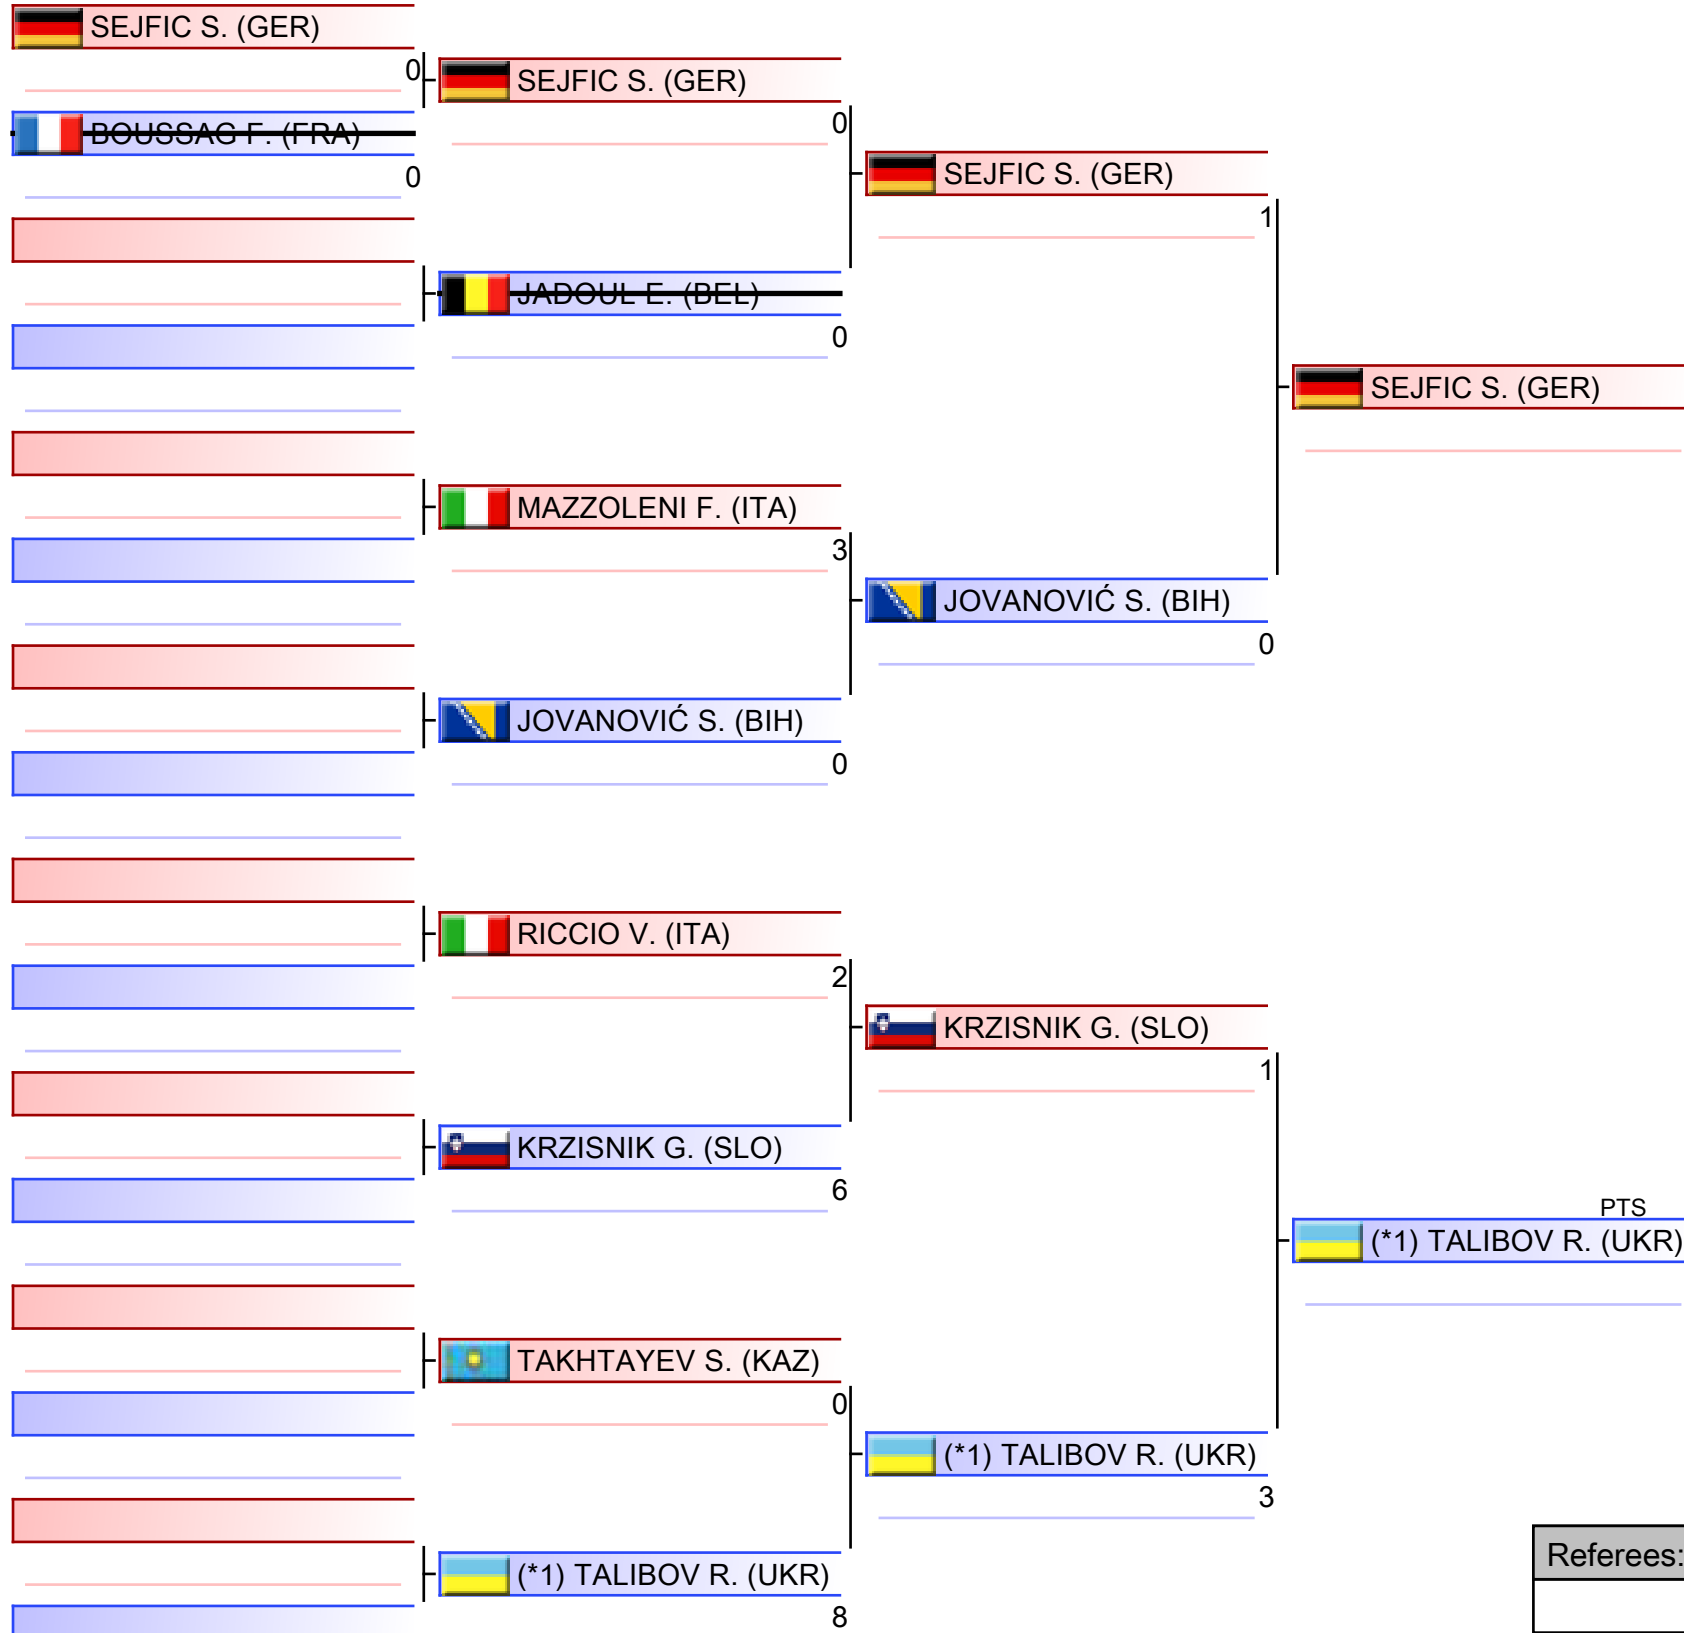 SEJFIC S. (GER)
0
BOUSSAG F. (FRA)
0
SEJFIC S. (GER)
0
JADOUL E. (BEL)
0
MAZZOLENI F. (ITA)
3
JOVANOVIĆ S. (BIH)
0
RICCIO V. (ITA)
2
KRZISNIK G. (SLO)
6
TAKHTAYEV S. (KAZ)
0
(*1) TALIBOV R. (UKR)
8
SEJFIC S. (GER)
1
JOVANOVIĆ S. (BIH)
0
KRZISNIK G. (SLO)
1
(*1) TALIBOV R. (UKR)
3
SEJFIC S. (GER)
PTS
(*1) TALIBOV R. (UKR)
Referees: